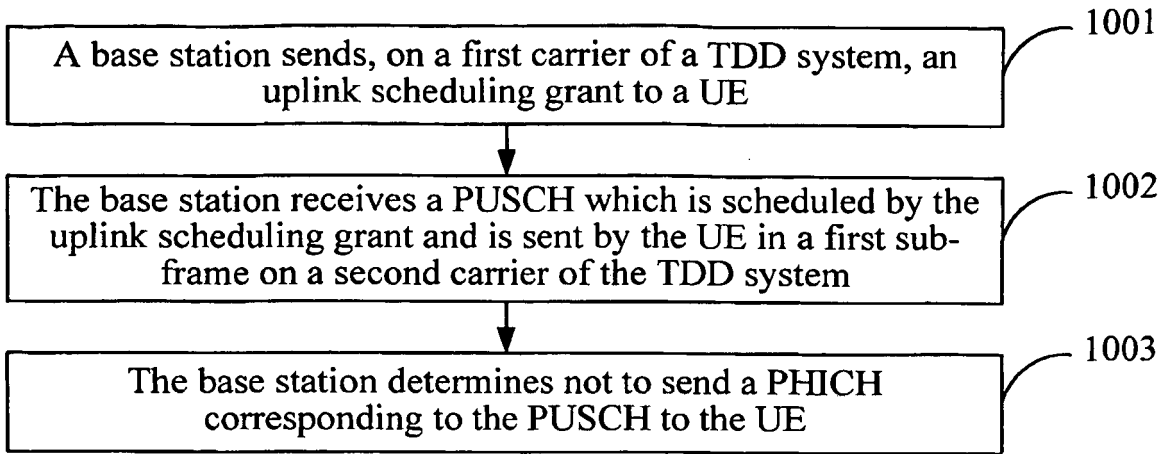 1001
A base station sends, on a first carrier of a TDD system, an
uplink scheduling grant to a UE
1002
The base station receives a PUSCH which is scheduled by the
uplink scheduling grant and is sent by the UE in a first sub-
frame on a second carrier of the TDD system
1003
The base station determines not to send a PHICH
corresponding to the PUSCH to the UE